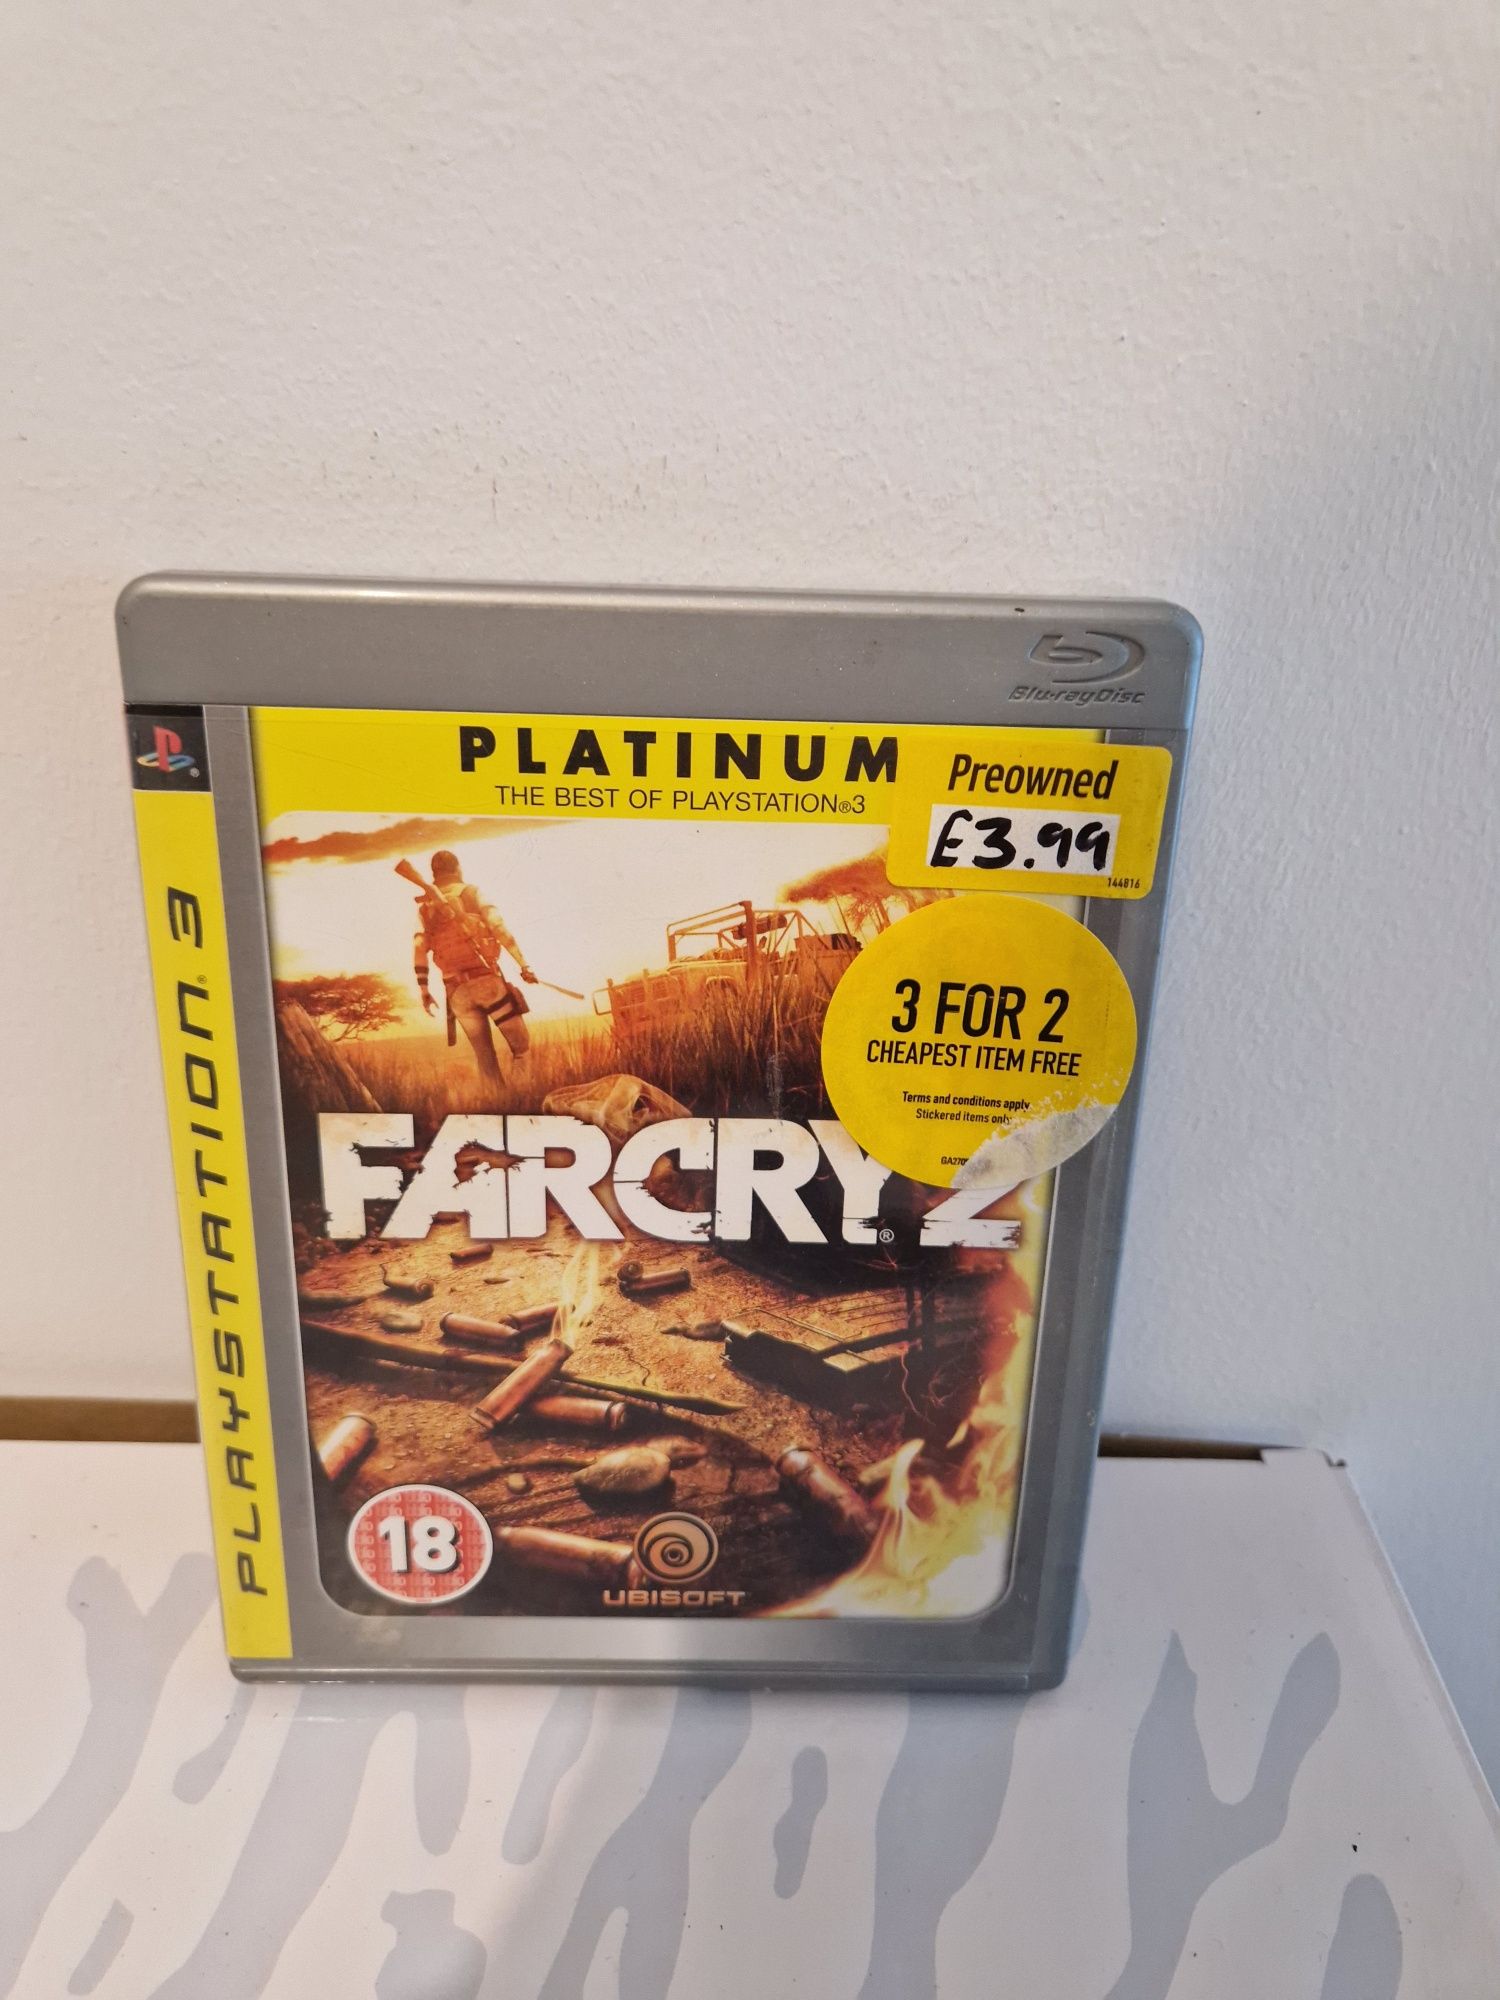 Blu-ray Disc
PLATINUM
THE BEST OF PLAYSTATION®3
Preowned
£3.99
144816
PLAYSTATION®3
3 FOR 2
CHEAPEST ITEM FREE
Terms and conditions apply
Stickered items only
FARCRY®2
18
UBISOFT